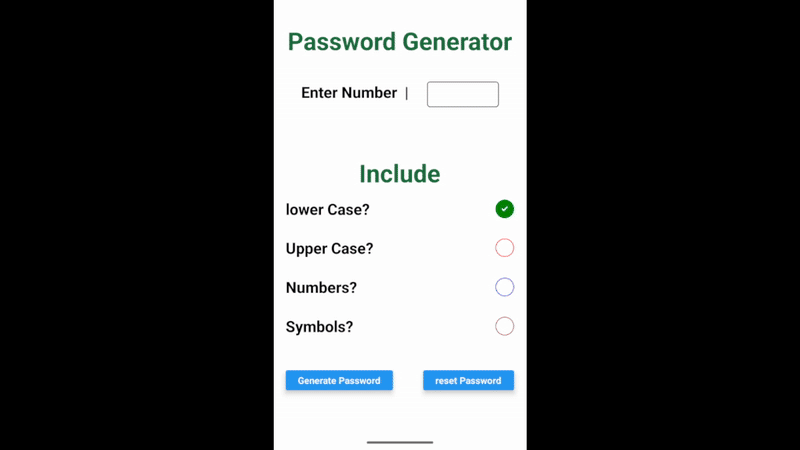 Password Generator
Enter Number |
Include
lower Case?
Upper Case?
Numbers?
Symbols?
Generate Password
reset Password